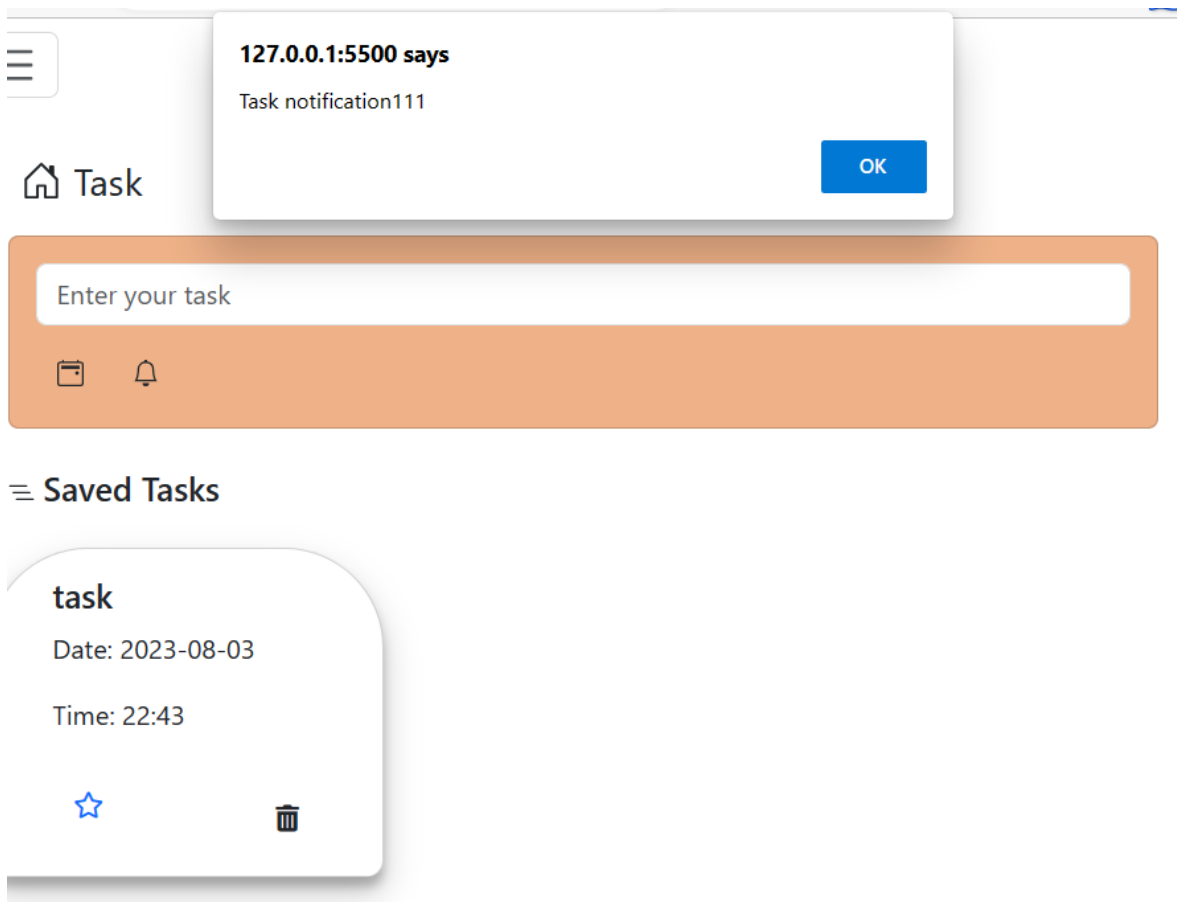 127.0.0.1:5500 says
Task notification111
OK
Task
Enter your task
Saved Tasks
task
Date: 2023-08-03
Time: 22:43